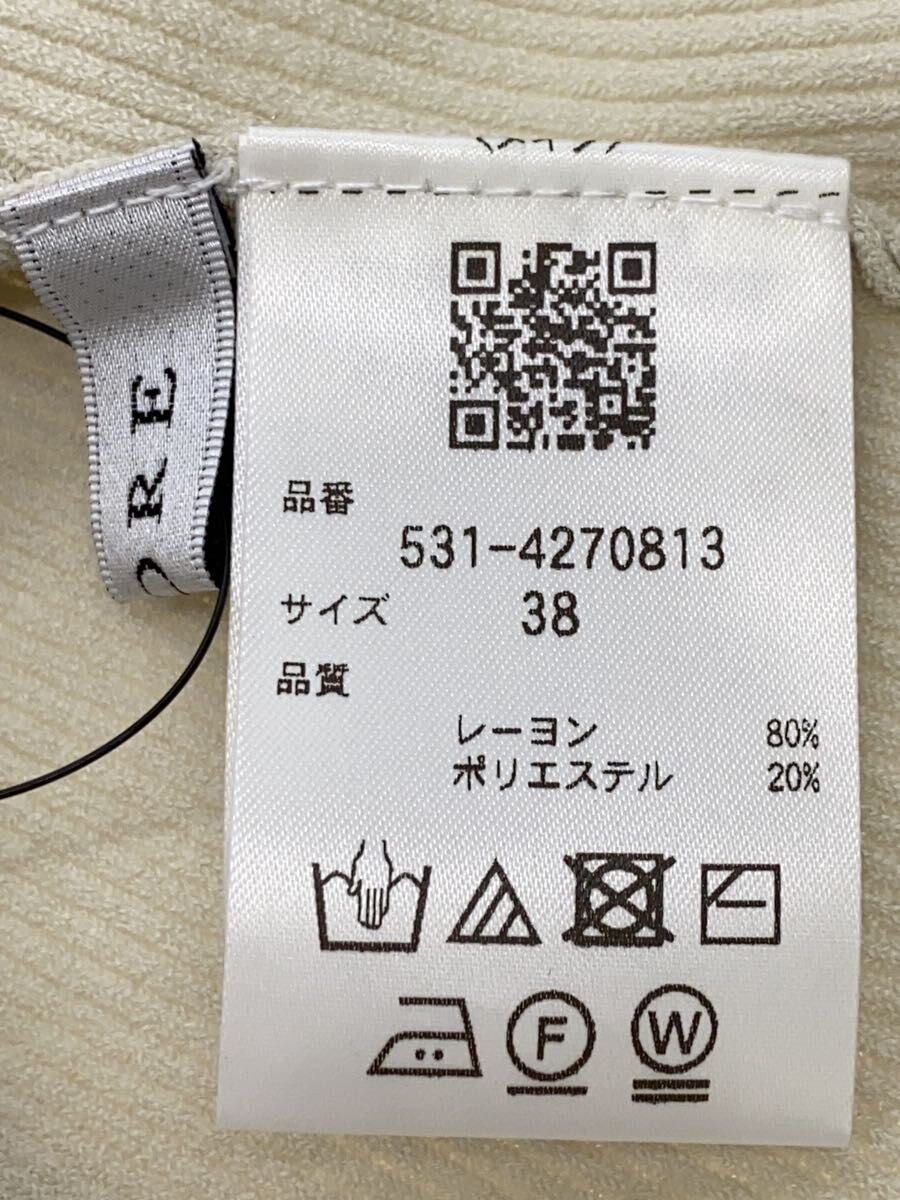 品番
531-4270813
サイズ 38
品質
レーヨン 80%
ポリエステル 20%
F
W
RE